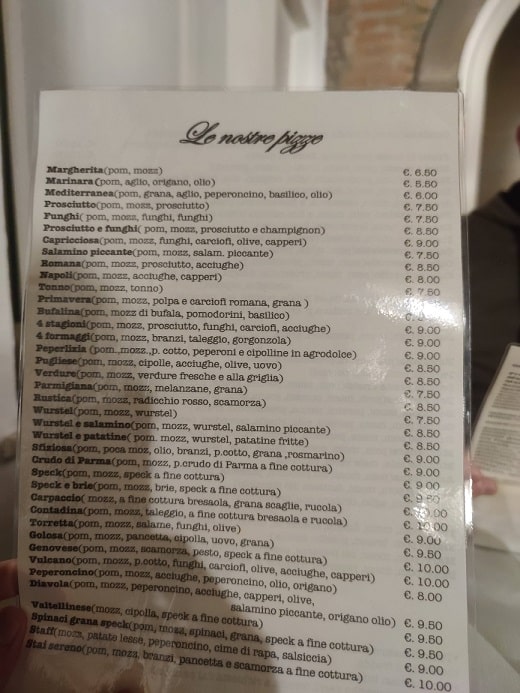 Le nostre pizze
Margherita(pom, mozz) €. 6.50
Marinara(pom, aglio, origano, olio) €. 5.50
Mediterranea(pom, grana, aglio, peperoncino, basilico, olio) €. 6.00
Prosciutto(pom, mozz, prosciutto) €. 7.50
Funghi( pom, mozz, funghi, funghi) €. 7.50
Prosciutto e funghi( pom, mozz, prosciutto e champignon) €. 8.50
Capricciosa(pom, mozz, funghi, carciofi, olive, capperi) €. 9.00
Salamino piccante(pom, mozz, salam. piccante) €. 7.50
Romana(pom, mozz, prosciutto, acciughe) €. 8.50
Napoli(pom, mozz, acciughe, capperi) €. 8.00
Tonno(pom, mozz, tonno) €. 7.50
Primavera(pom, mozz, polpa e carciofi romana, grana )
Bufalina(pom, mozz di bufala, pomodorini, basilico)
4 stagioni(pom, mozz, prosciutto, funghi, carciofi, acciughe) €. 9.00
4 formaggi(pom, mozz, branzi, taleggio, gorgonzola) €. 9.00
Peperlizia (pom.,mozz.,p. cotto, peperoni e cipolline in agrodolce) €. 9.00
Pugliese(pom, mozz, cipolle, acciughe, olive, uovo) €. 8.50
Verdure(pom, mozz, verdure fresche e alla griglia) €. 8.50
Parmigiana(pom, mozz, melanzane, grana) €. 7.50
Rustica(pom, mozz, radicchio rosso, scamorza) €. 8.50
Wurstel(pom, mozz, wurstel) €. 7.50
Wurstel e salamino(pom, mozz, wurstel, salamino piccante) €. 8.50
Wurstel e patatine( pom. mozz, wurstel, patatine fritte) €. 8.50
Sfiziosa(pom, poca moz, olio, branzi, p.cotto, grana ,rosmarino) €. 9.00
Crudo di Parma(pom, mozz, p.crudo di Parma a fine cottura) €. 9.00
Speck(pom, mozz, speck a fine cottura) €. 9.00
Speck e brie(pom, mozz, brie, speck a fine cottura) €. 9.50
Carpaccio( mozz, a fine cottura bresaola, grana scaglie, rucola) €. 10.00
Contadina(pom, mozz, taleggio, a fine cottura bresaola e rucola) €. 10.00
Torretta(pom, mozz, salame, funghi, olive) €. 9.00
Golosa(pom, mozz, pancetta, cipolla, uovo, grana) €. 9.50
Genovese(pom, mozz, scamorza, pesto, speck a fine cottura) €. 10.00
Vulcano(pom, mozz, p.cotto, funghi, carciofi, olive, acciughe, capperi) €. 10.00
Peperoncino(pom, mozz, acciughe, peperoncino, olio, origano) €. 8.00
Diavola(pom, mozz, peperoncino, acciughe, capperi, olive,
salamino piccante, origano olio) €. 9.50
Valtellinese(mozz, cipolla, speck a fine cottura) €. 9.50
Spinaci grana speck(pom, mozz, spinaci, grana, speck a fine cottura) €. 9.50
Staff(mozz, patate lesse, peperoncino, cime di rapa, salsiccia) €. 9.00
Stai sereno(pom, mozz, branzi, pancetta e scamorza a fine cottura) €. 10.00